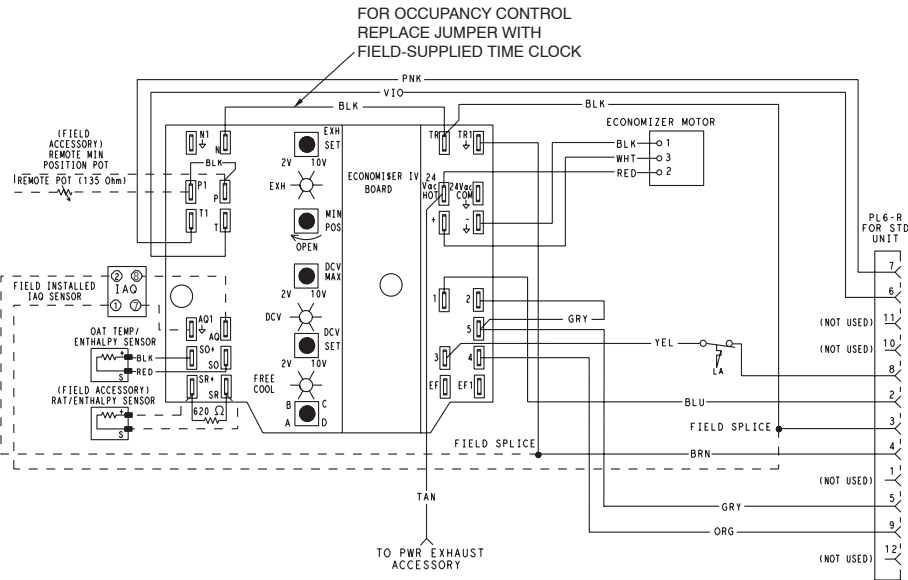 FOR OCCUPANCY CONTROL
REPLACE JUMPER WITH
FIELD-SUPPLIED TIME CLOCK
PNK
VIO
BLK
BLK
(FIELD
ACCESSORY)
REMOTE MIN
POSITION POT
REMOTE POT (135 Ohm)
N1
N
BLK
P1
P
T1
T
EXH
SET
2V 10V
EXH
MIN
POS
OPEN
DCV
MAX
2V 10V
DCV
DCV
SET
2V 10V
FREE
COOL
B C
A D
ECONOMI$ER IV
BOARD
TR TR1
24
Vac
HOT
24Vac
COM
+ -
1 2
5
3 4
EF EF1
ECONOMIZER MOTOR
BLK 1
WHT 3
RED 2
FIELD INSTALLED
IAQ SENSOR
2 8
IAQ
1 7
AQ1
AQ
OAT TEMP/
ENTHALPY SENSOR
+
S
BLK
RED
SO+
SO
(FIELD ACCESSORY)
RAT/ENTHALPY SENSOR
+
S
SR+
SR
620 Ω
GRY
YEL
LA
BLU
FIELD SPLICE
FIELD SPLICE
BRN
TAN
GRY
ORG
TO PWR EXHAUST
ACCESSORY
PL6-R
FOR STD
UNIT
7
6
(NOT USED) 11
(NOT USED) 10
8
2
3
4
(NOT USED) 1
5
9
(NOT USED) 12